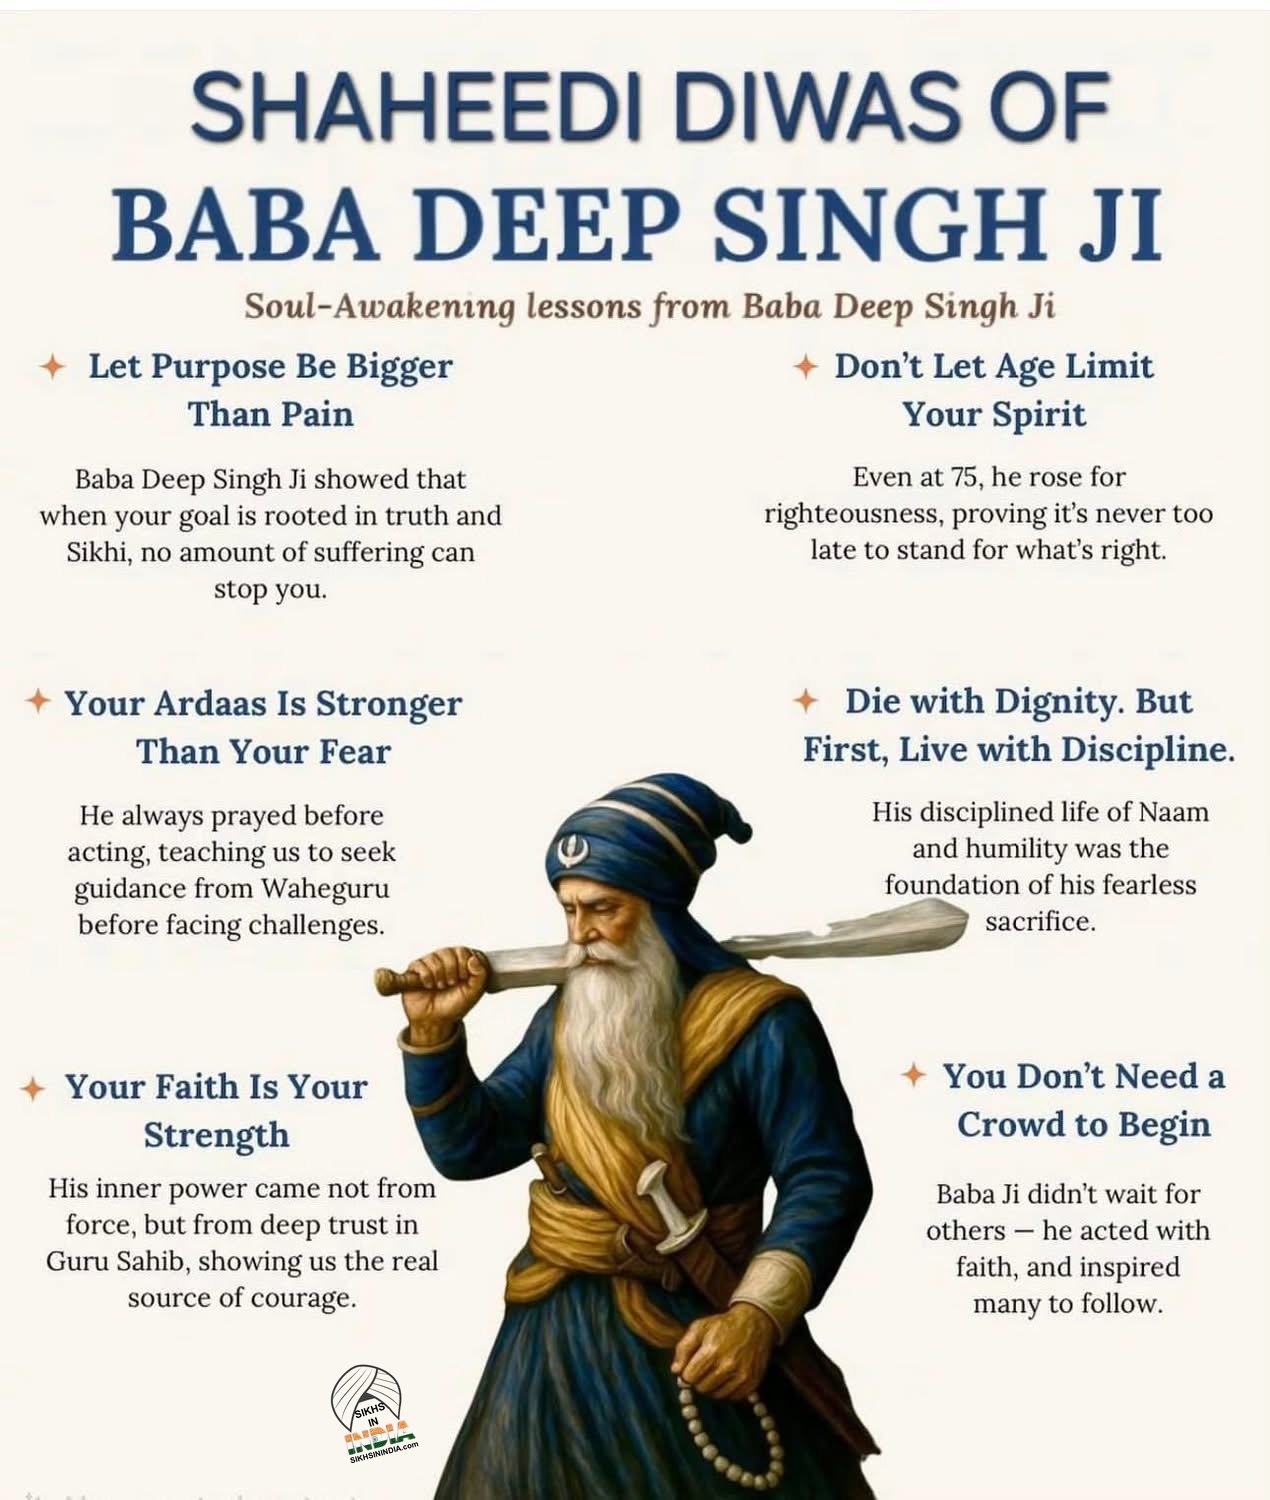 SHAHEEDI DIWAS OF
BABA DEEP SINGH JI
Soul-Awakening lessons from Baba Deep Singh Ji
Let Purpose Be Bigger
Than Pain
Baba Deep Singh Ji showed that
when your goal is rooted in truth and
Sikhi, no amount of suffering can
stop you.
Don't Let Age Limit
Your Spirit
Even at 75, he rose for
righteousness, proving it's never too
late to stand for what's right.
Your Ardaas Is Stronger
Than Your Fear
He always prayed before
acting, teaching us to seek
guidance from Waheguru
before facing challenges.
Die with Dignity. But
First, Live with Discipline.
His disciplined life of Naam
and humility was the
foundation of his fearless
sacrifice.
Your Faith Is Your
Strength
His inner power came not from
force, but from deep trust in
Guru Sahib, showing us the real
source of courage.
You Don't Need a
Crowd to Begin
Baba Ji didn't wait for
others — he acted with
faith, and inspired
many to follow.
SIKHS
IN
INDIA
SIKHSININDIA.com